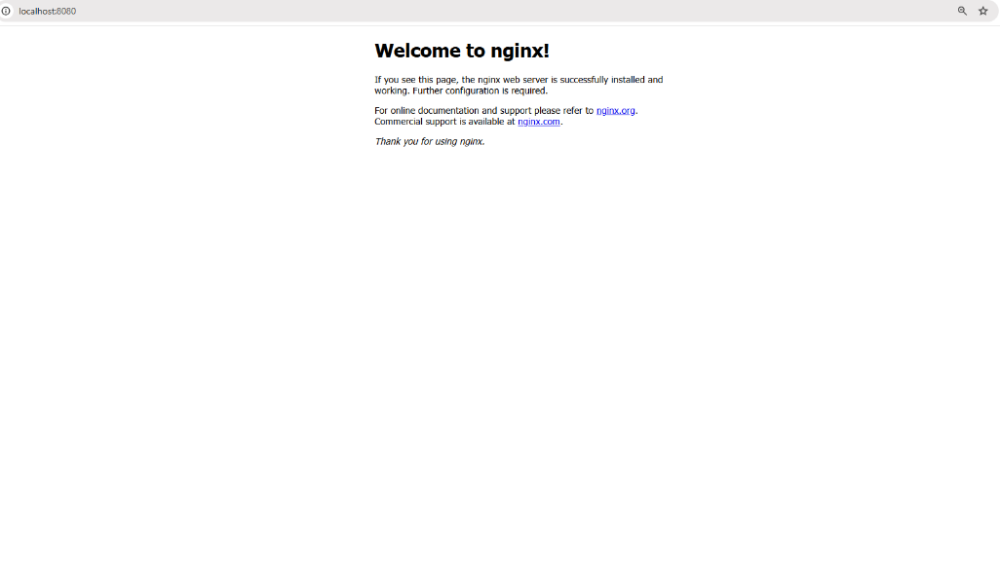 localhost:8080
Welcome to nginx!
If you see this page, the nginx web server is successfully installed and
working. Further configuration is required.
For online documentation and support please refer to nginx.org.
Commercial support is available at nginx.com.
Thank you for using nginx.